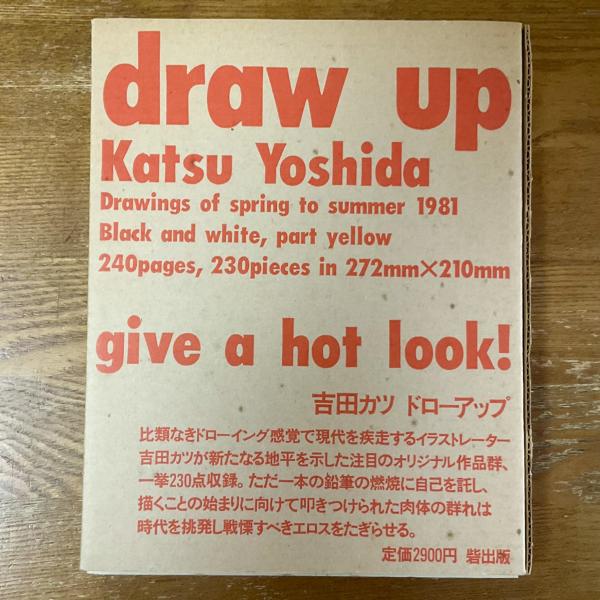 draw up
Katsu Yoshida
Drawings of spring to summer 1981
Black and white, part yellow
240pages, 230pieces in 272mm×210mm
give a hot look!
吉田カツ ドローアップ
比類なきドローイング感覚で現代を疾走するイラストレーター
吉田カツが新たなる地平を示した注目のオリジナル作品群、
一挙230点収録。ただ一本の鉛筆の燃焼に自己を託し、
描くことの始まりに向けて叩きつけられた肉体の群れは
時代を挑発し戦慄すべきエロスをたぎらせる。
定価2900円 砦出版